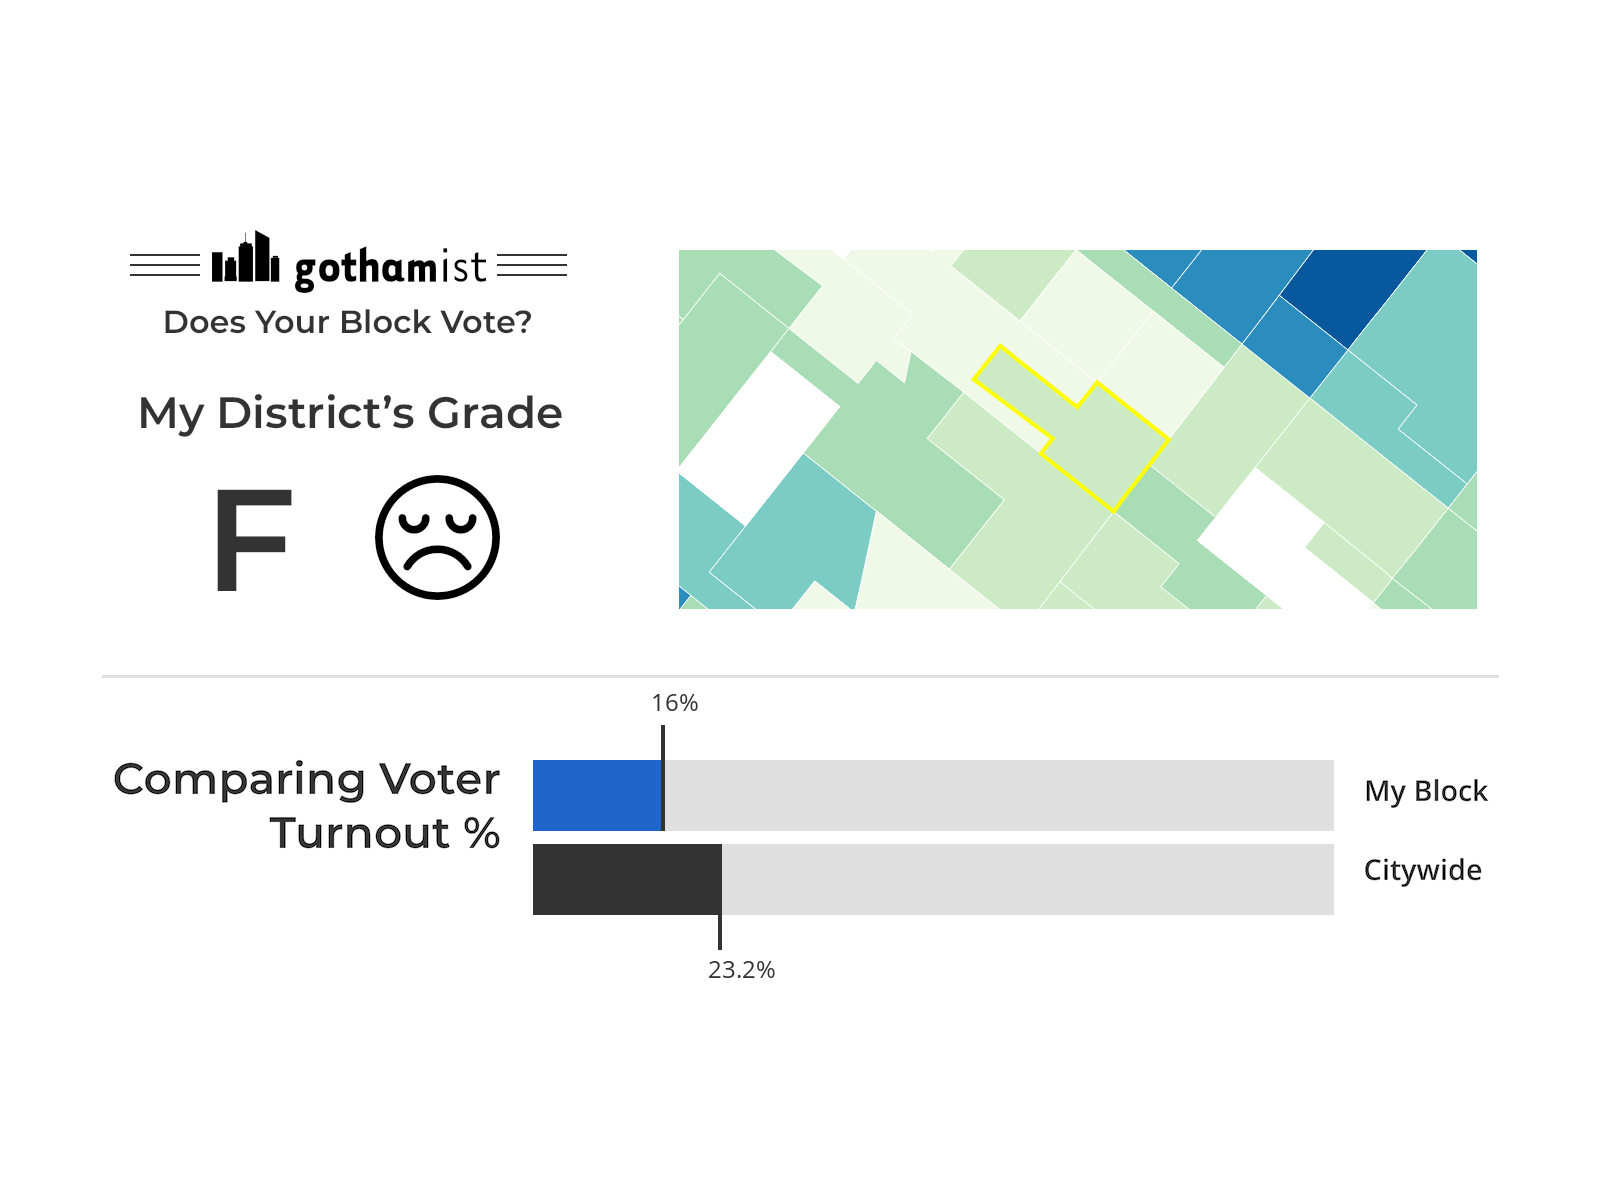 gothamist
Does Your Block Vote?
My District’s Grade
F
16%
Comparing Voter
Turnout %
My Block
Citywide
23.2%